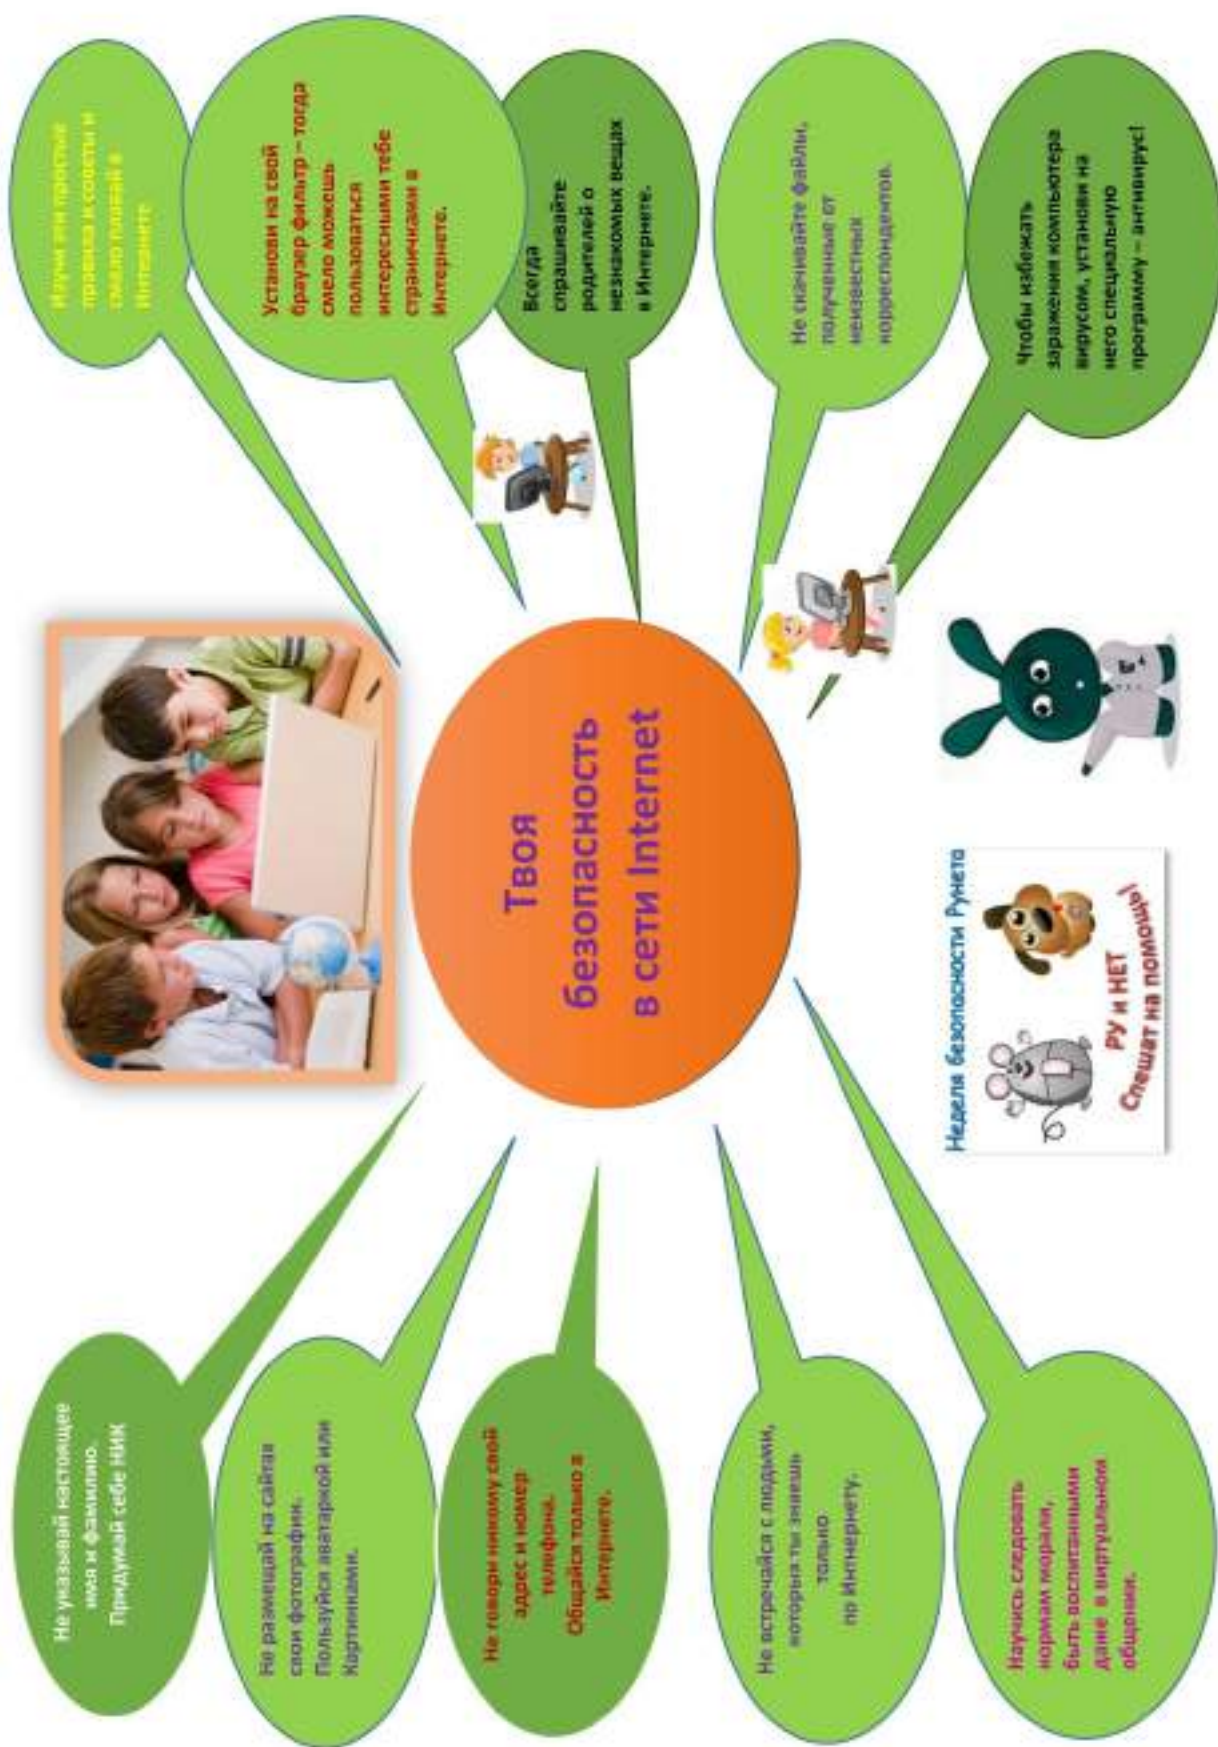 Не указывай настоящее
имя и фамилию.
Придумай себе НИК
Не размещай на сайтах
свои фотографии.
Пользуйся аватаркой или
Картинками.
Не говори никому свой
адрес и номер
телефона.
Общайся только в
Интернете.
Не встречайся с людьми,
которых ты знаешь
только
по Интернету.
Научись следовать
нормам морали,
быть воспитанными
даже в виртуальном
общении.
Твоя
безопасность
в сети Internet
Неделя безопасности Рунета
РУ и НЕТ
Спешат на помощь!
Изучи эти простые
правила и советы и
смело плавай в
Интернете
Установи на свой
браузер фильтр – тогда
смело можешь
пользоваться
интересными тебе
страничками в
Интернете.
Всегда
спрашивайте
родителей о
незнакомых вещах
в Интернете.
Не скачивайте файлы,
полученные от
неизвестных
корреспондентов.
Чтобы избежать
заражения компьютера
вирусом, установи на
него специальную
программу – антивирус!